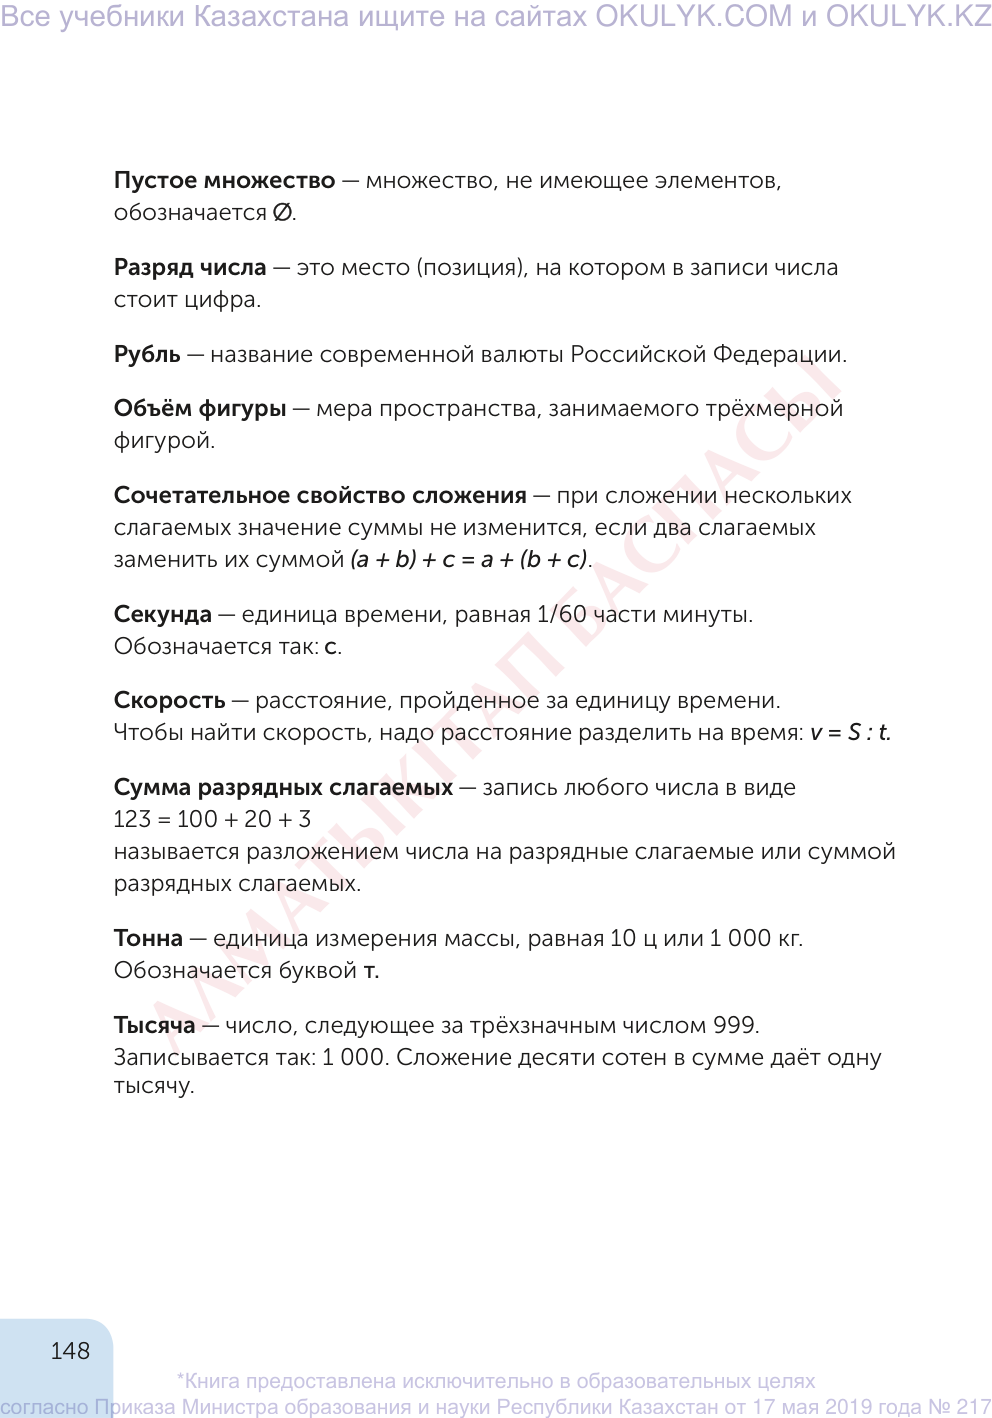 Все учебники Казахстана ищите на сайтах OKULYK.COM и OKULYK.KZ
Пустое множество — множество, не имеющее элементов,
обозначается ∅.
Разряд числа — это место (позиция), на котором в записи числа
стоит цифра.
Рубль — название современной валюты Российской Федерации.
Объём фигуры — мера пространства, занимаемого трёхмерной
фигурой.
Сочетательное свойство сложения — при сложении нескольких
слагаемых значение суммы не изменится, если два слагаемых
заменить их суммой (a + b) + c = a + (b + c).
Секунда — единица времени, равная 1/60 части минуты.
Обозначается так: с.
Скорость — расстояние, пройденное за единицу времени.
Чтобы найти скорость, надо расстояние разделить на время: v = S : t.
Сумма разрядных слагаемых — запись любого числа в виде
123 = 100 + 20 + 3
называется разложением числа на разрядные слагаемые или суммой
разрядных слагаемых.
Тонна — единица измерения массы, равная 10 ц или 1 000 кг.
Обозначается буквой т.
Тысяча — число, следующее за трёхзначным числом 999.
Записывается так: 1 000. Сложение десяти сотен в сумме даёт одну
тысячу.
АЛМАТЫКІТАП БАСПАСЫ
148
*Книга предоставлена исключительно в образовательных целях
согласно Приказа Министра образования и науки Республики Казахстан от 17 мая 2019 года № 217